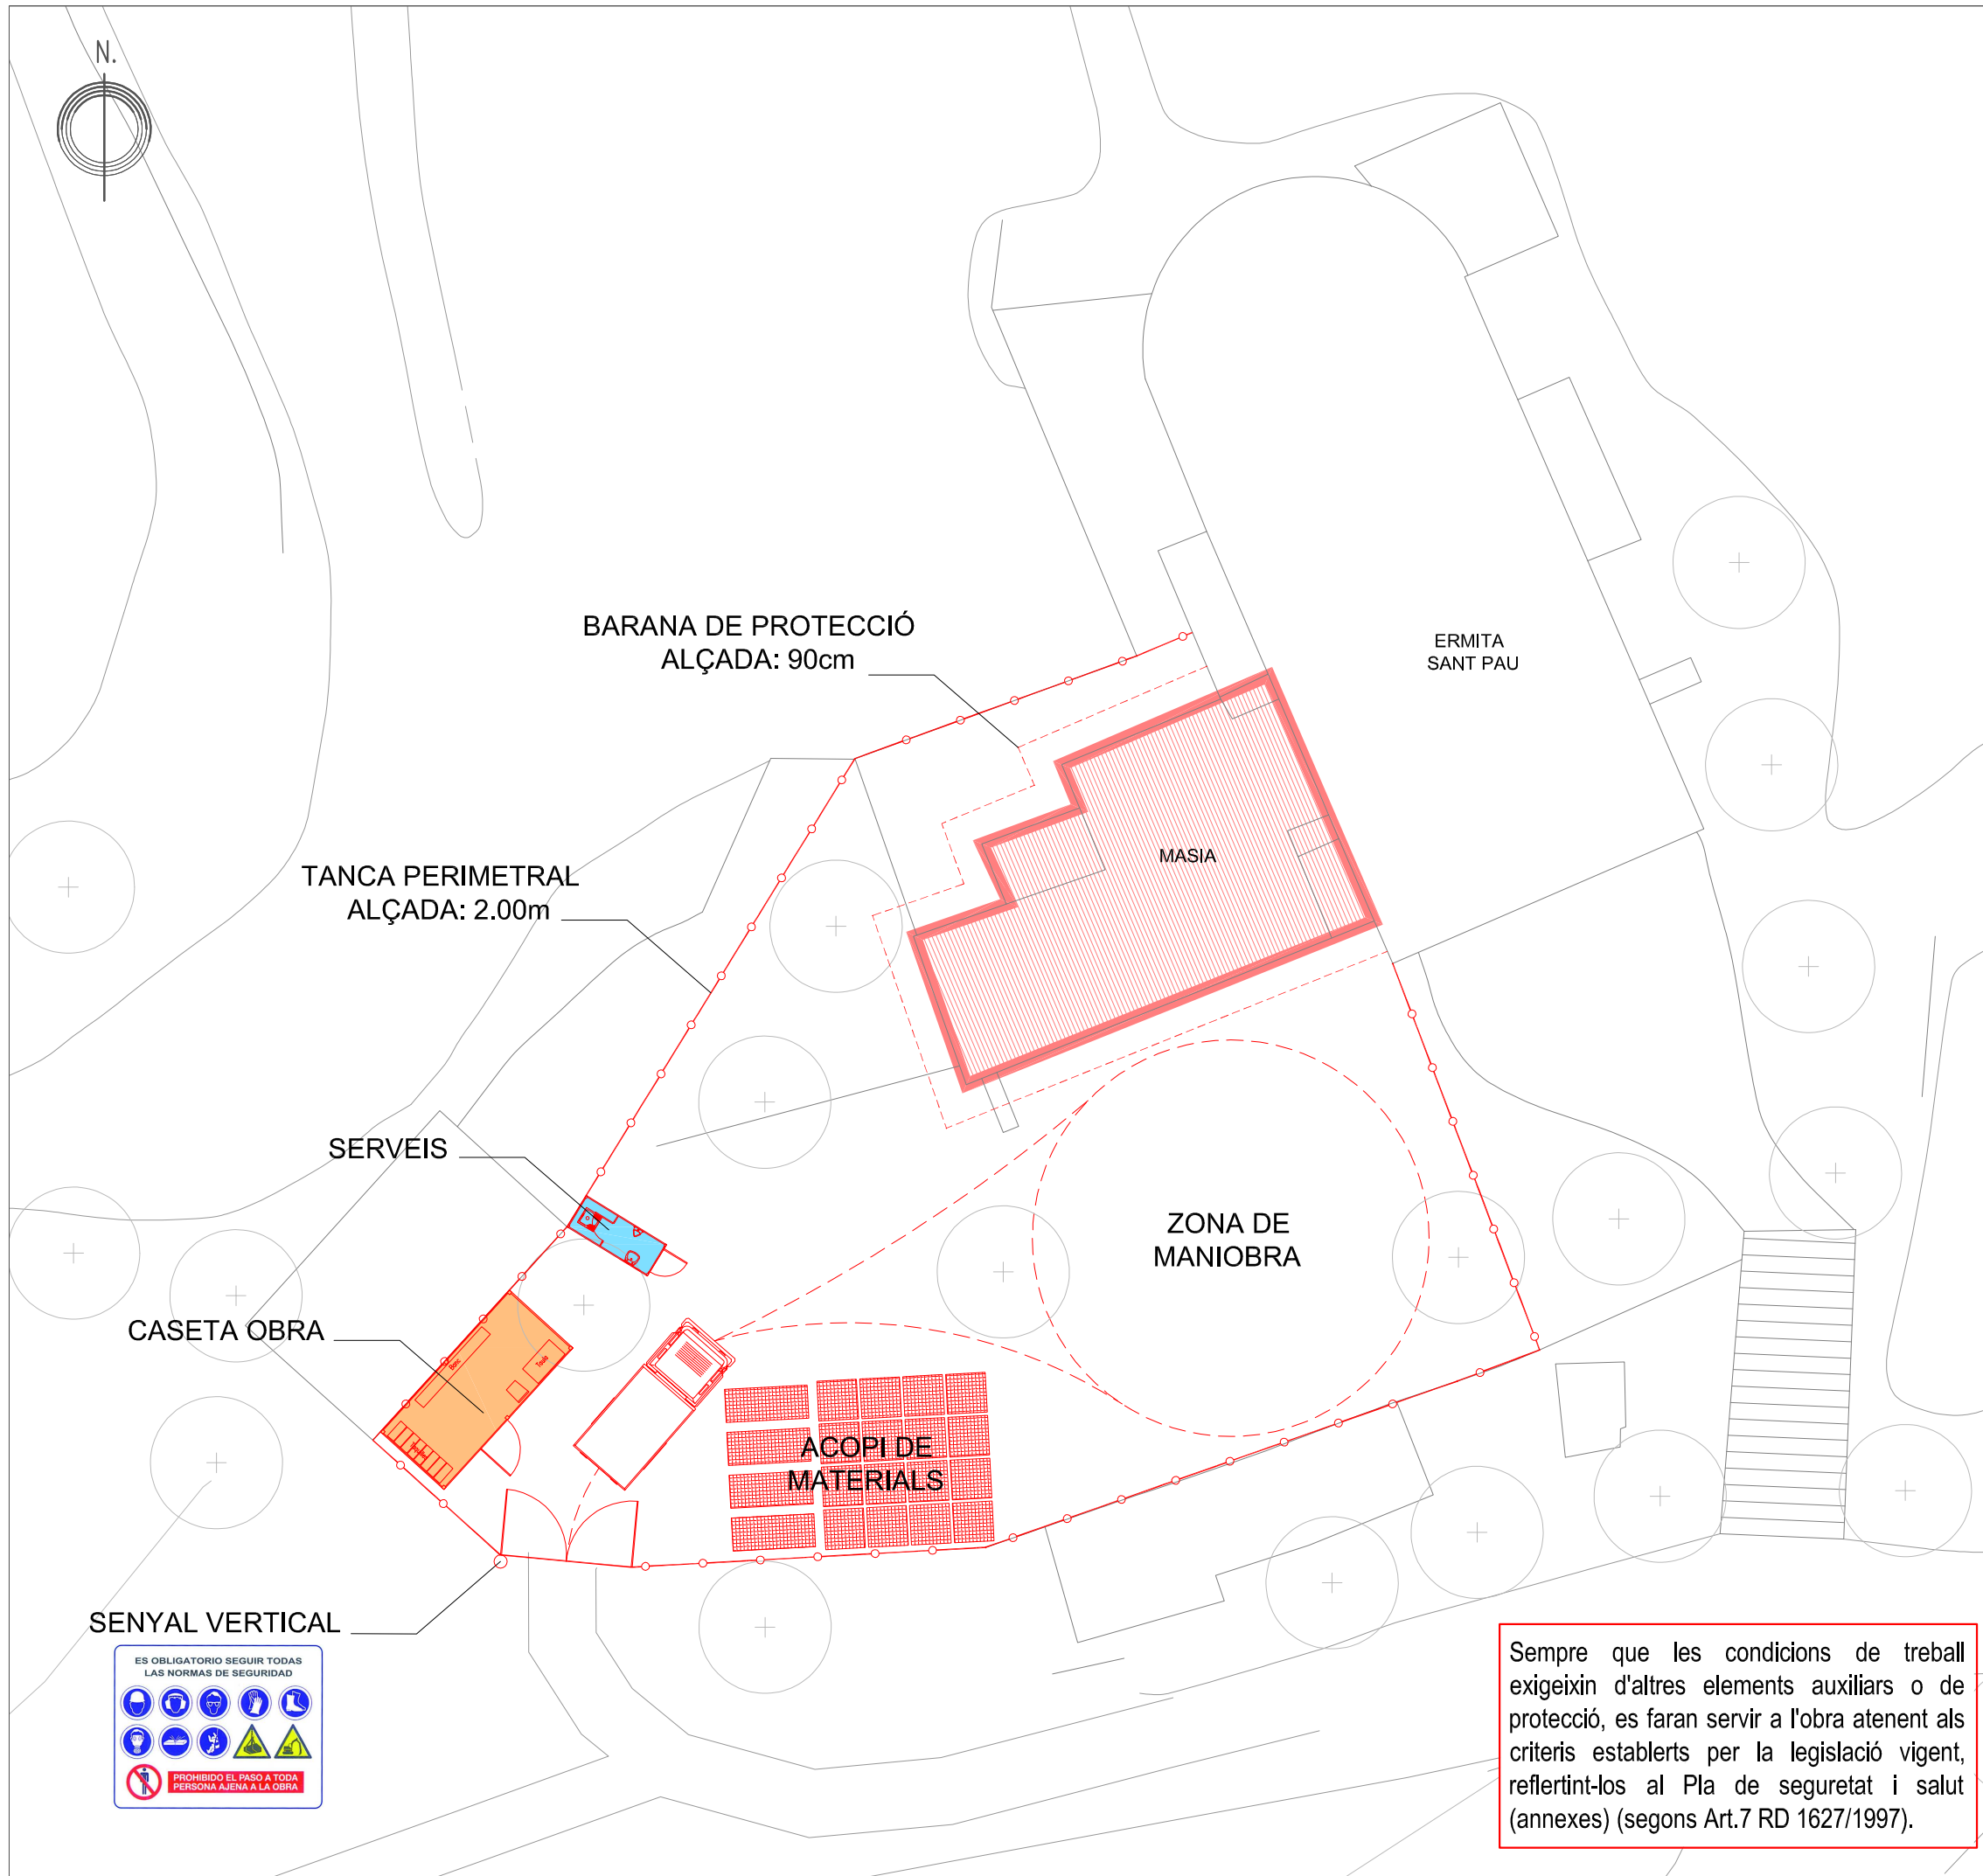 N.
BARANA DE PROTECCIÓ
ALÇADA: 90cm
ERMITA
SANT PAU
MASIA
TANCA PERIMETRAL
ALÇADA: 2.00m
SERVEIS
ZONA DE
MANIOBRA
CASETA OBRA
Banc
Taula
ACOPI DE
MATERIALS
SENYAL VERTICAL
ES OBLIGATORIO SEGUIR TODAS
LAS NORMAS DE SEGURIDAD
PROHIBIDO EL PASO A TODA
PERSONA AJENA A LA OBRA
Sempre que les condicions de treball
exigeixin d'altres elements auxiliars o de
protecció, es faran servir a l'obra atenent als
criteris establerts per la legislació vigent,
reflertint-los al Pla de seguretat i salut
(annexes) (segons Art.7 RD 1627/1997).